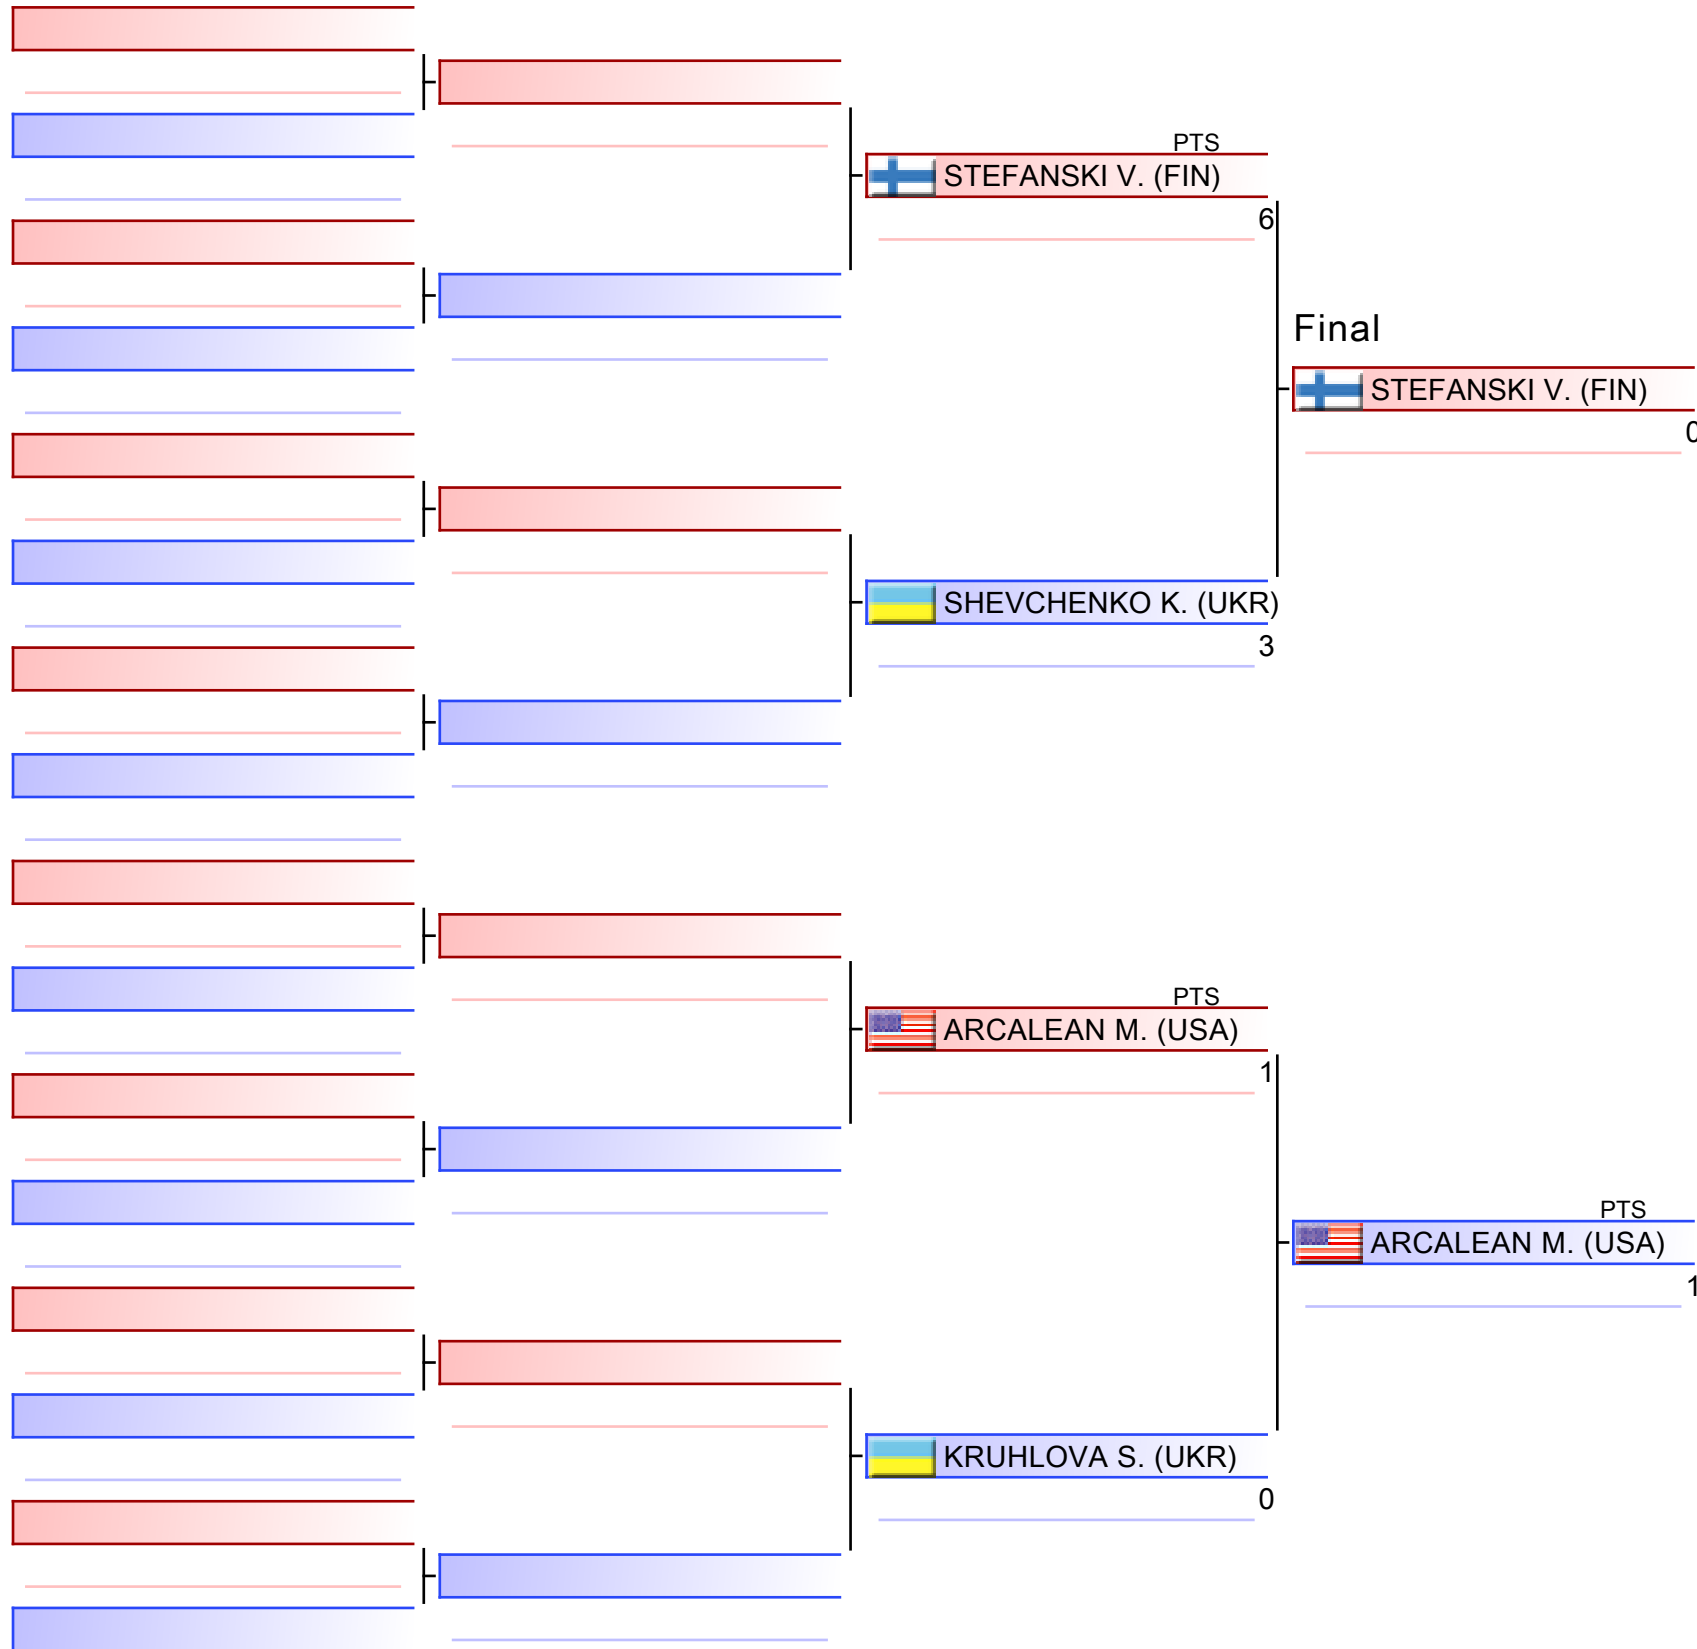 PTS
STEFANSKI V. (FIN)
6
Final
STEFANSKI V. (FIN)
0
SHEVCHENKO K. (UKR)
3
PTS
ARCALEAN M. (USA)
1
PTS
ARCALEAN M. (USA)
1
KRUHLOVA S. (UKR)
0